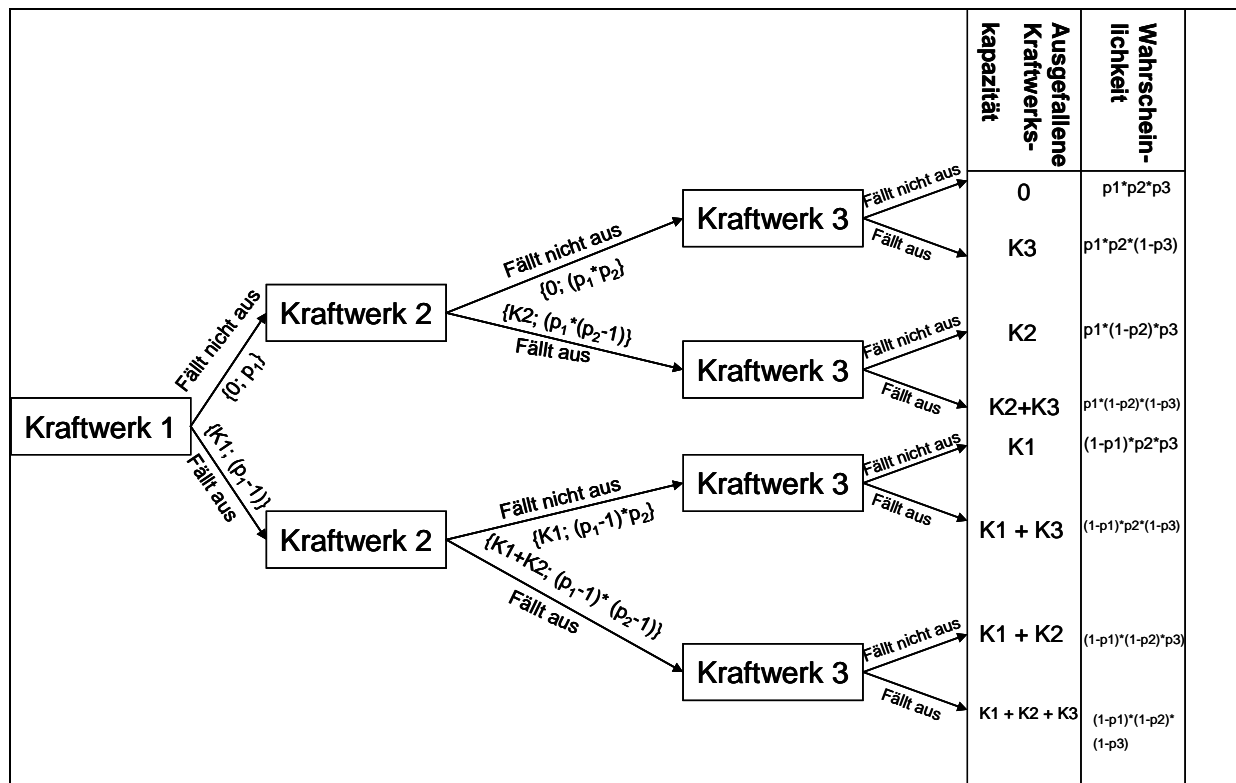 Ausgefallene
Kraftwerks-
kapazität
Wahrschein-
lichkeit
Kraftwerk 1
Fällt nicht aus
{0; p1}
{K1; (p1-1)}
Fällt aus
Kraftwerk 2
Fällt nicht aus
{0; (p1*p2}
{K2; (p1*(p2-1)}
Fällt aus
Kraftwerk 2
Fällt nicht aus
{K1; (p1-1)*p2}
{K1+K2; (p1-1)* (p2-1)}
Fällt aus
Kraftwerk 3
Fällt nicht aus
0
p1*p2*p3
Fällt aus
K3
p1*p2*(1-p3)
Kraftwerk 3
Fällt nicht aus
K2
p1*(1-p2)*p3
Fällt aus
K2+K3
p1*(1-p2)*(1-p3)
Kraftwerk 3
Fällt nicht aus
K1
(1-p1)*p2*p3
Fällt aus
K1 + K3
(1-p1)*p2*(1-p3)
Kraftwerk 3
Fällt nicht aus
K1 + K2
(1-p1)*(1-p2)*p3)
Fällt aus
K1 + K2 + K3
(1-p1)*(1-p2)*
(1-p3)